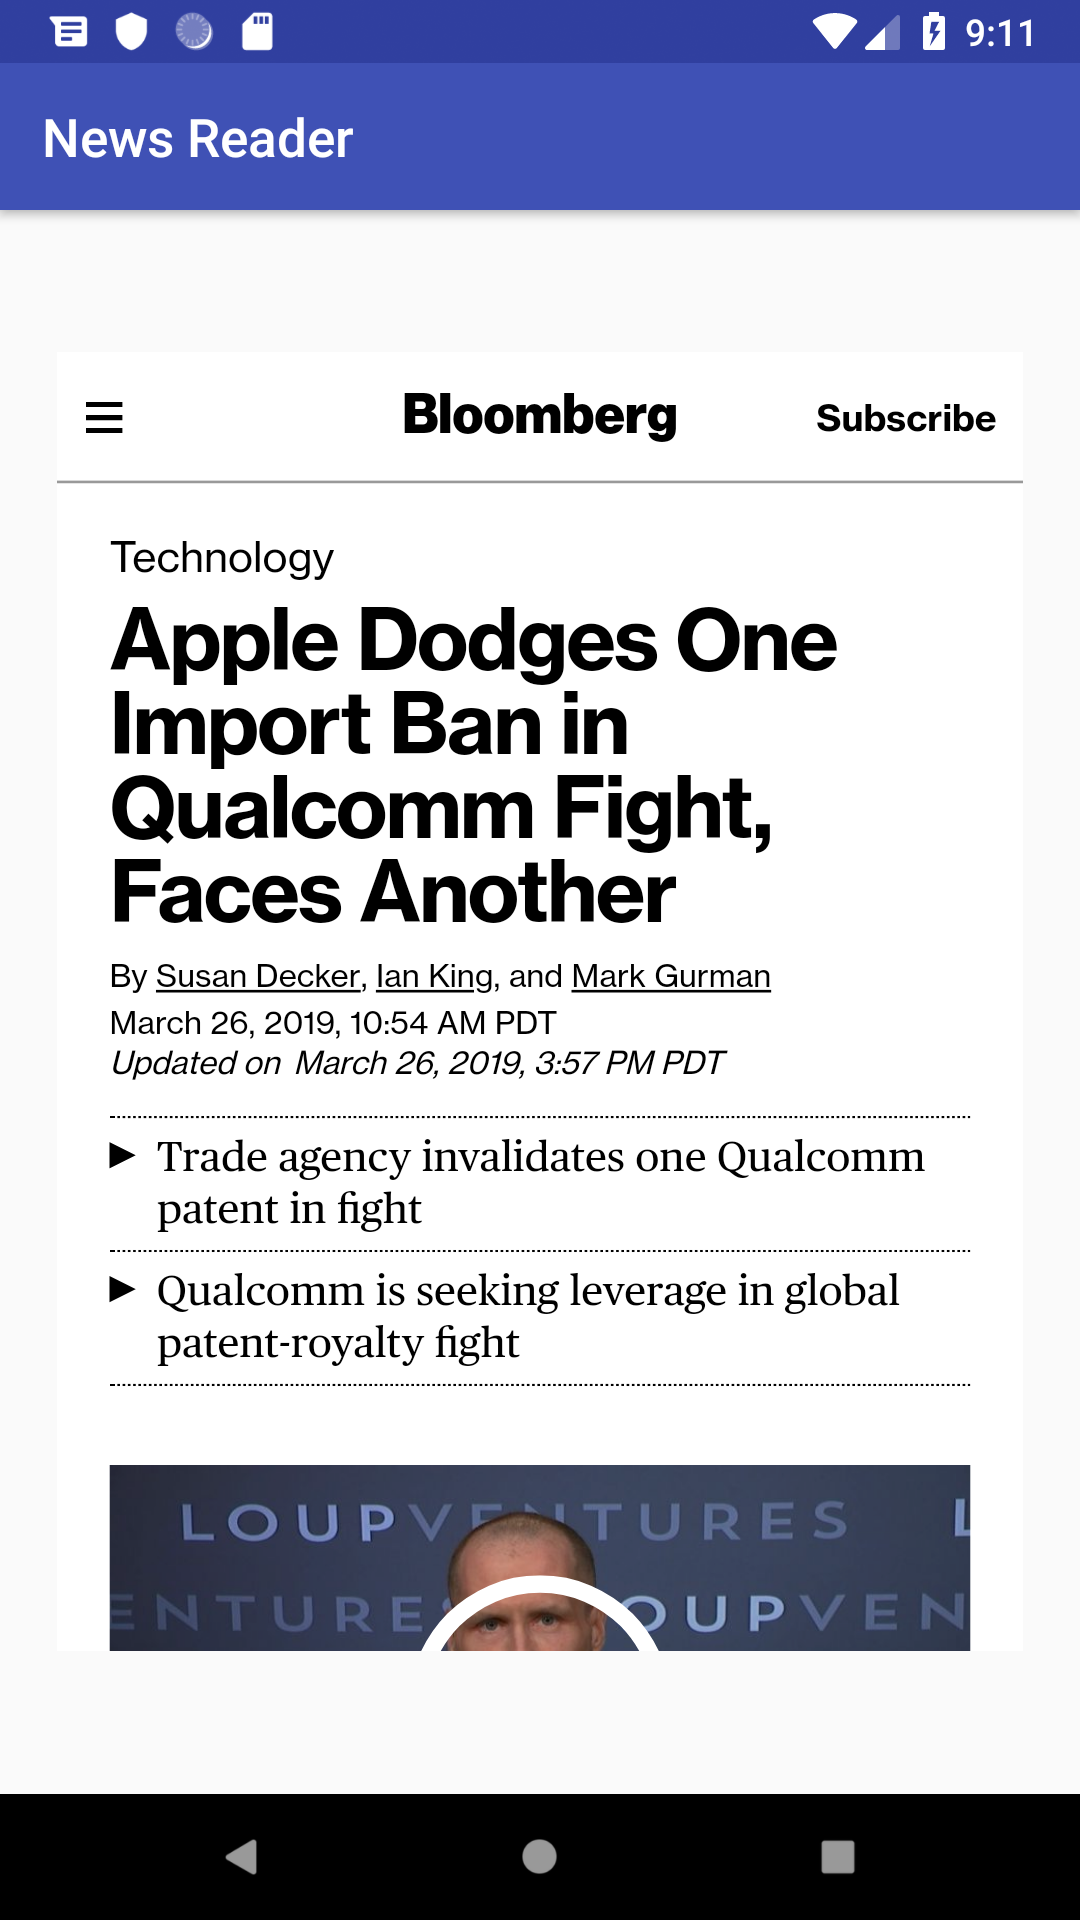 9:11
News Reader
Bloomberg
Subscribe
Technology
Apple Dodges One
Import Ban in
Qualcomm Fight,
Faces Another
By Susan Decker, Ian King, and Mark Gurman
March 26, 2019, 10:54 AM PDT
Updated on March 26, 2019, 3:57 PM PDT
Trade agency invalidates one Qualcomm
patent in fight
Qualcomm is seeking leverage in global
patent-royalty fight
LOUPVENTURES L
ENTURES LOUPVEN